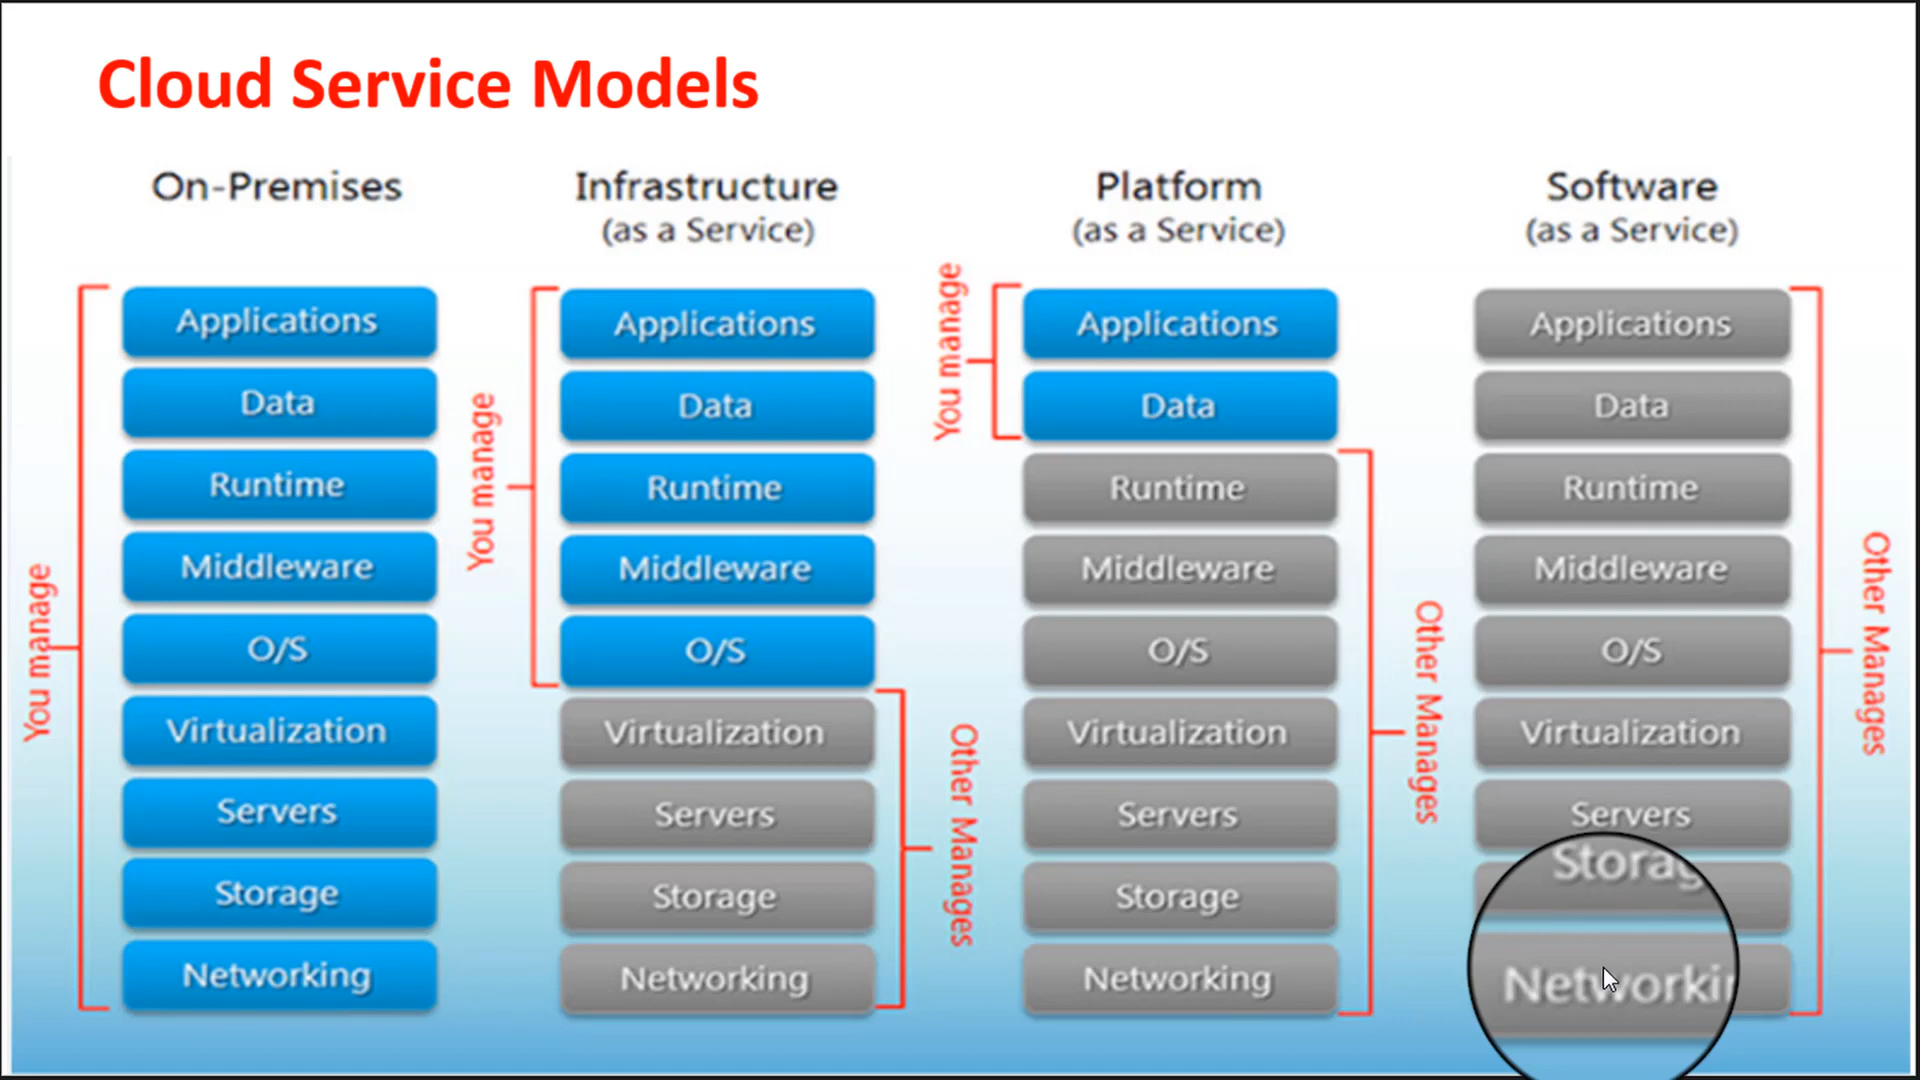 Cloud Service Models
On-Premises
You manage
Applications
Data
Runtime
Middleware
O/S
Virtualization
Servers
Storage
Networking
Infrastructure
(as a Service)
You manage
Applications
Data
Runtime
Middleware
O/S
Virtualization
Servers
Storage
Networking
Other Manages
Platform
(as a Service)
You manage
Applications
Data
Runtime
Middleware
O/S
Virtualization
Servers
Storage
Networking
Other Manages
Software
(as a Service)
Applications
Data
Runtime
Middleware
O/S
Virtualization
Servers
Storag
Networkin
Other Manages